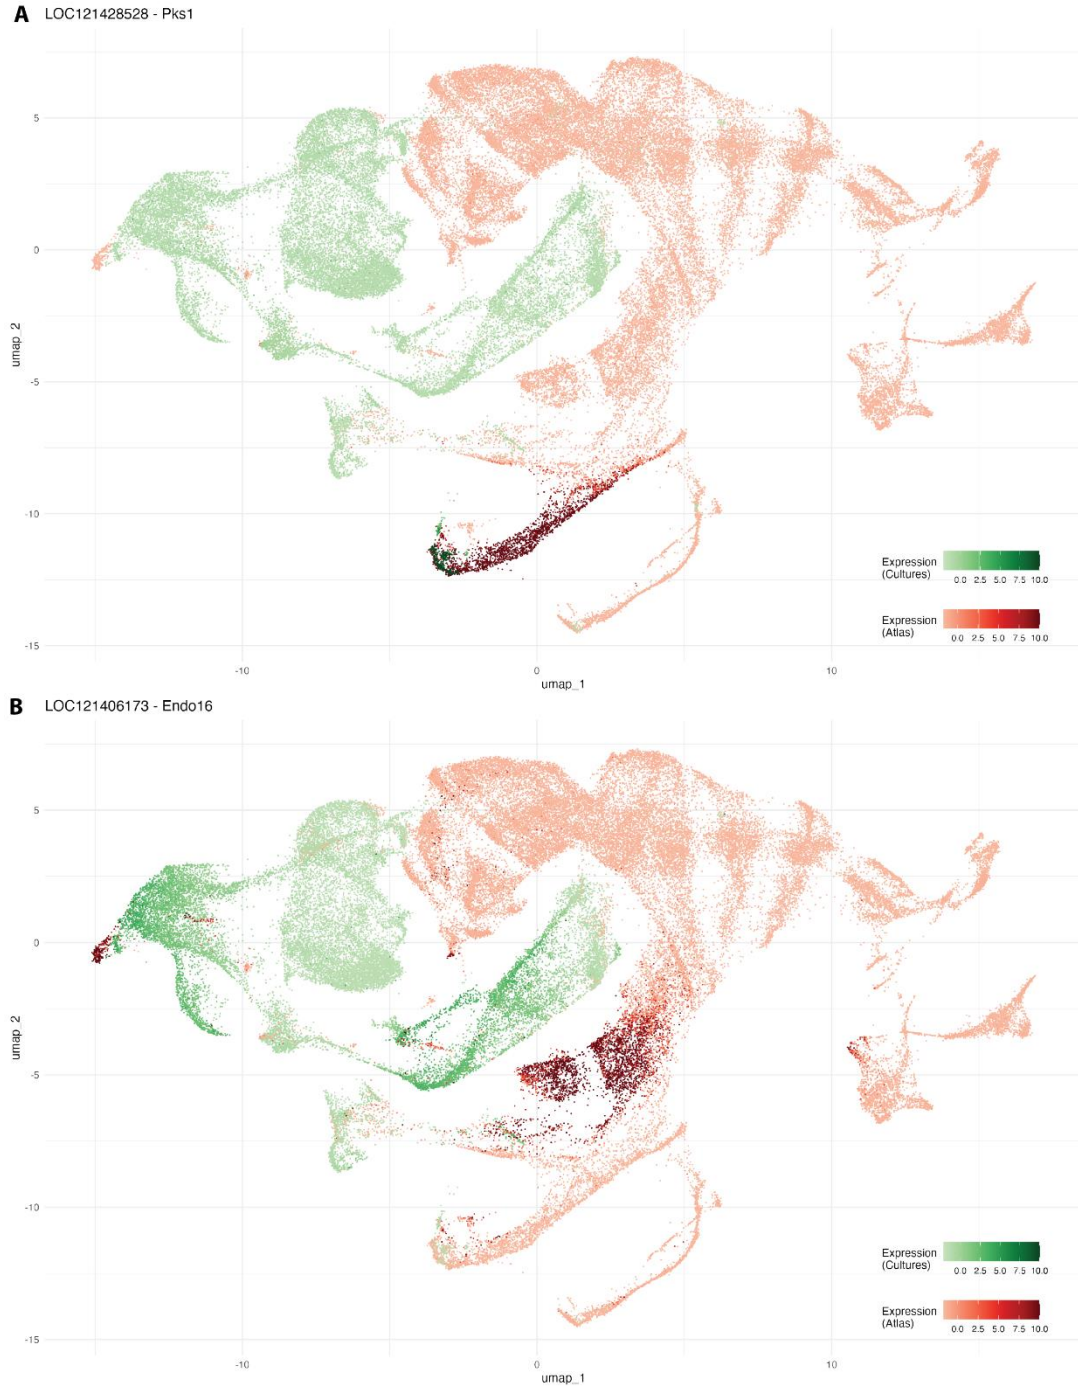 A LOC121428528 - Pks1
5
0
-5
-10
-15
umap_2
-10 0 10
umap_1
Expression
(Cultures)
0.0 2.5 5.0 7.5 10.0
Expression
(Atlas)
0.0 2.5 5.0 7.5 10.0
B LOC121406173 - Endo16
5
0
-5
-10
-15
umap_2
-10 0 10
umap_1
Expression
(Cultures)
0.0 2.5 5.0 7.5 10.0
Expression
(Atlas)
0.0 2.5 5.0 7.5 10.0